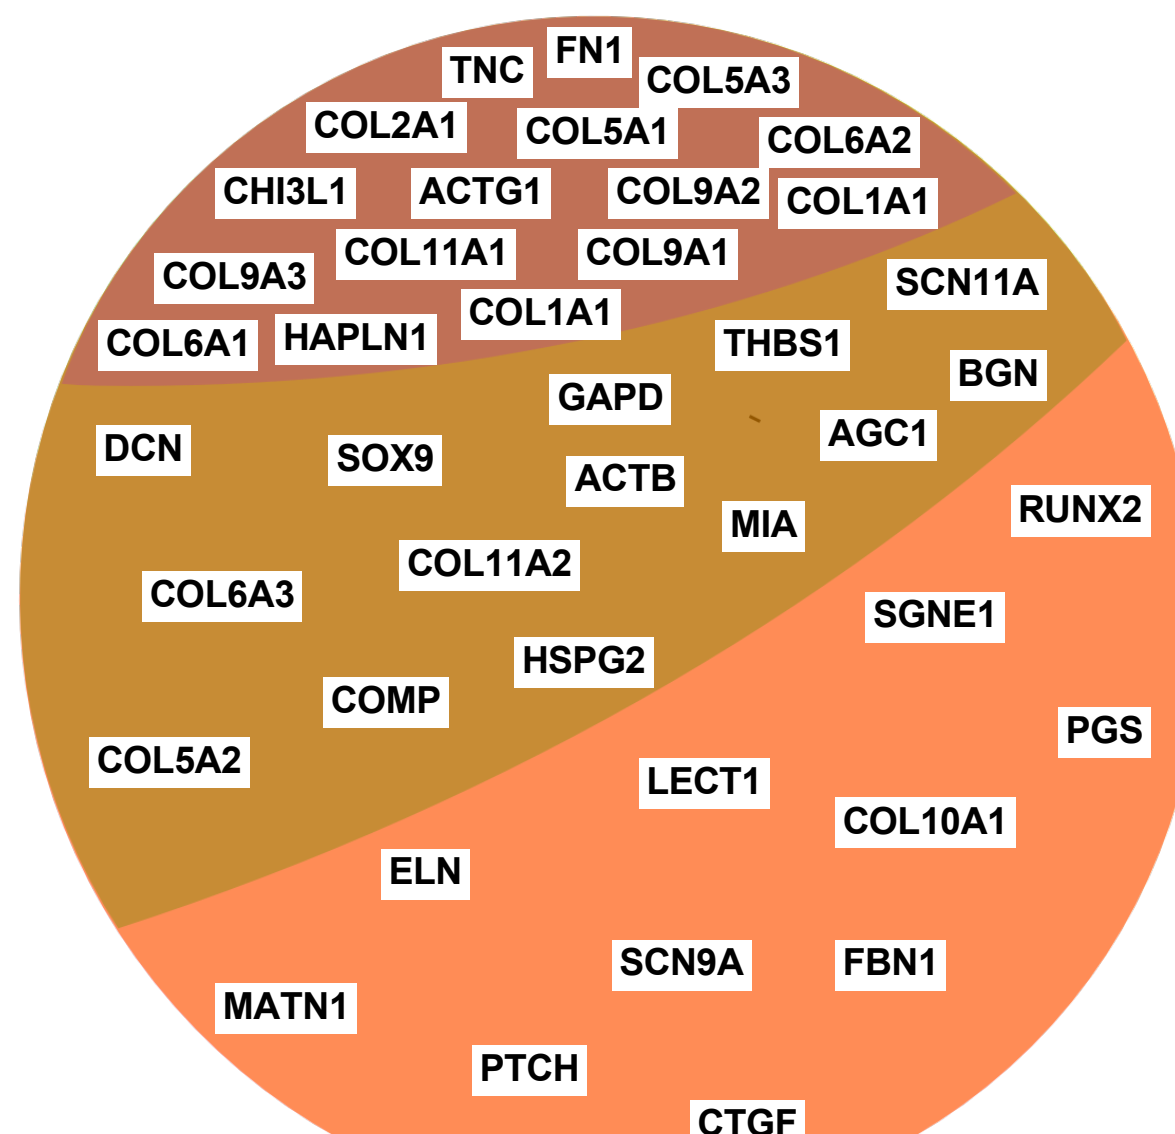 FN1
TNC
COL5A3
COL2A1
COL5A1
COL6A2
CHI3L1
ACTG1
COL9A2
COL1A1
COL11A1
COL9A1
COL9A3
COL1A1
COL6A1
HAPLN1
SCN11A
THBS1
BGN
GAPD
AGC1
DCN
SOX9
ACTB
MIA
COL11A2
COL6A3
HSPG2
COMP
COL5A2
RUNX2
SGNE1
PGS
LECT1
COL10A1
ELN
SCN9A
FBN1
MATN1
PTCH
CTGF